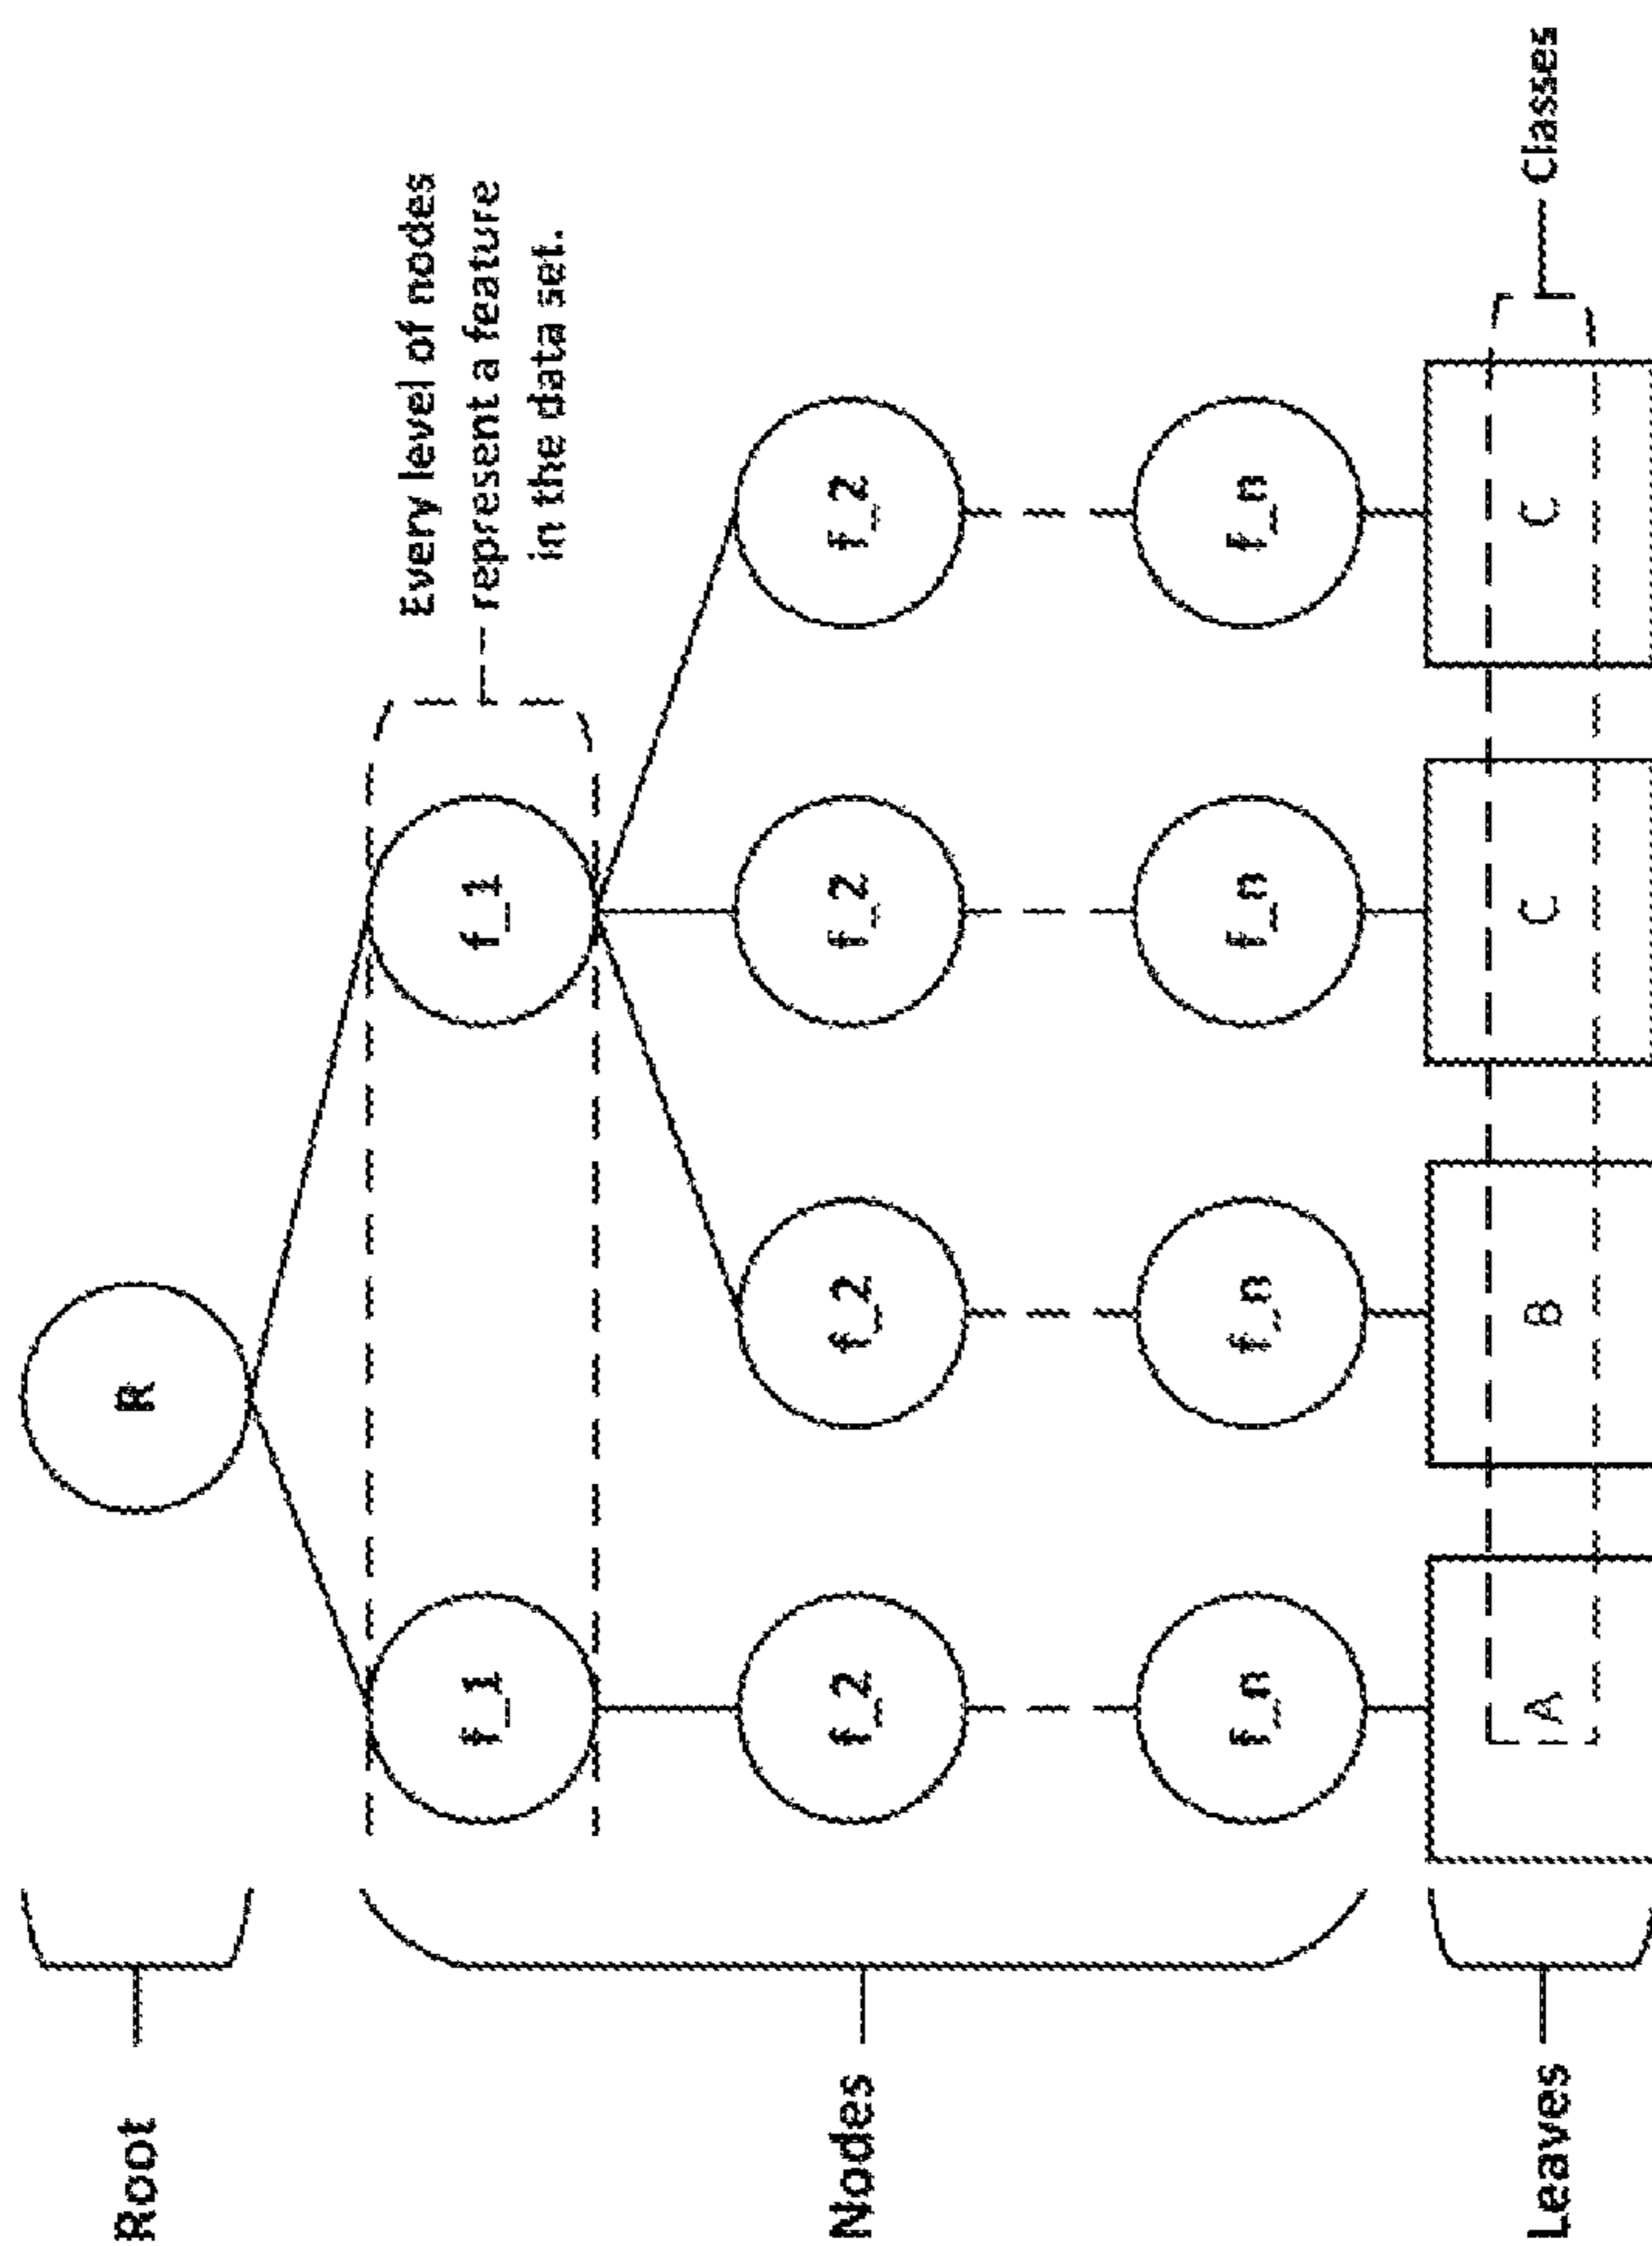 Root
R
Every level of nodes
represent a feature
in the data set.
f_1
f_1
Nodes
f_2
f_2
f_2
f_2
f_n
f_n
f_n
f_n
Leaves
A
B
C
C
Classes